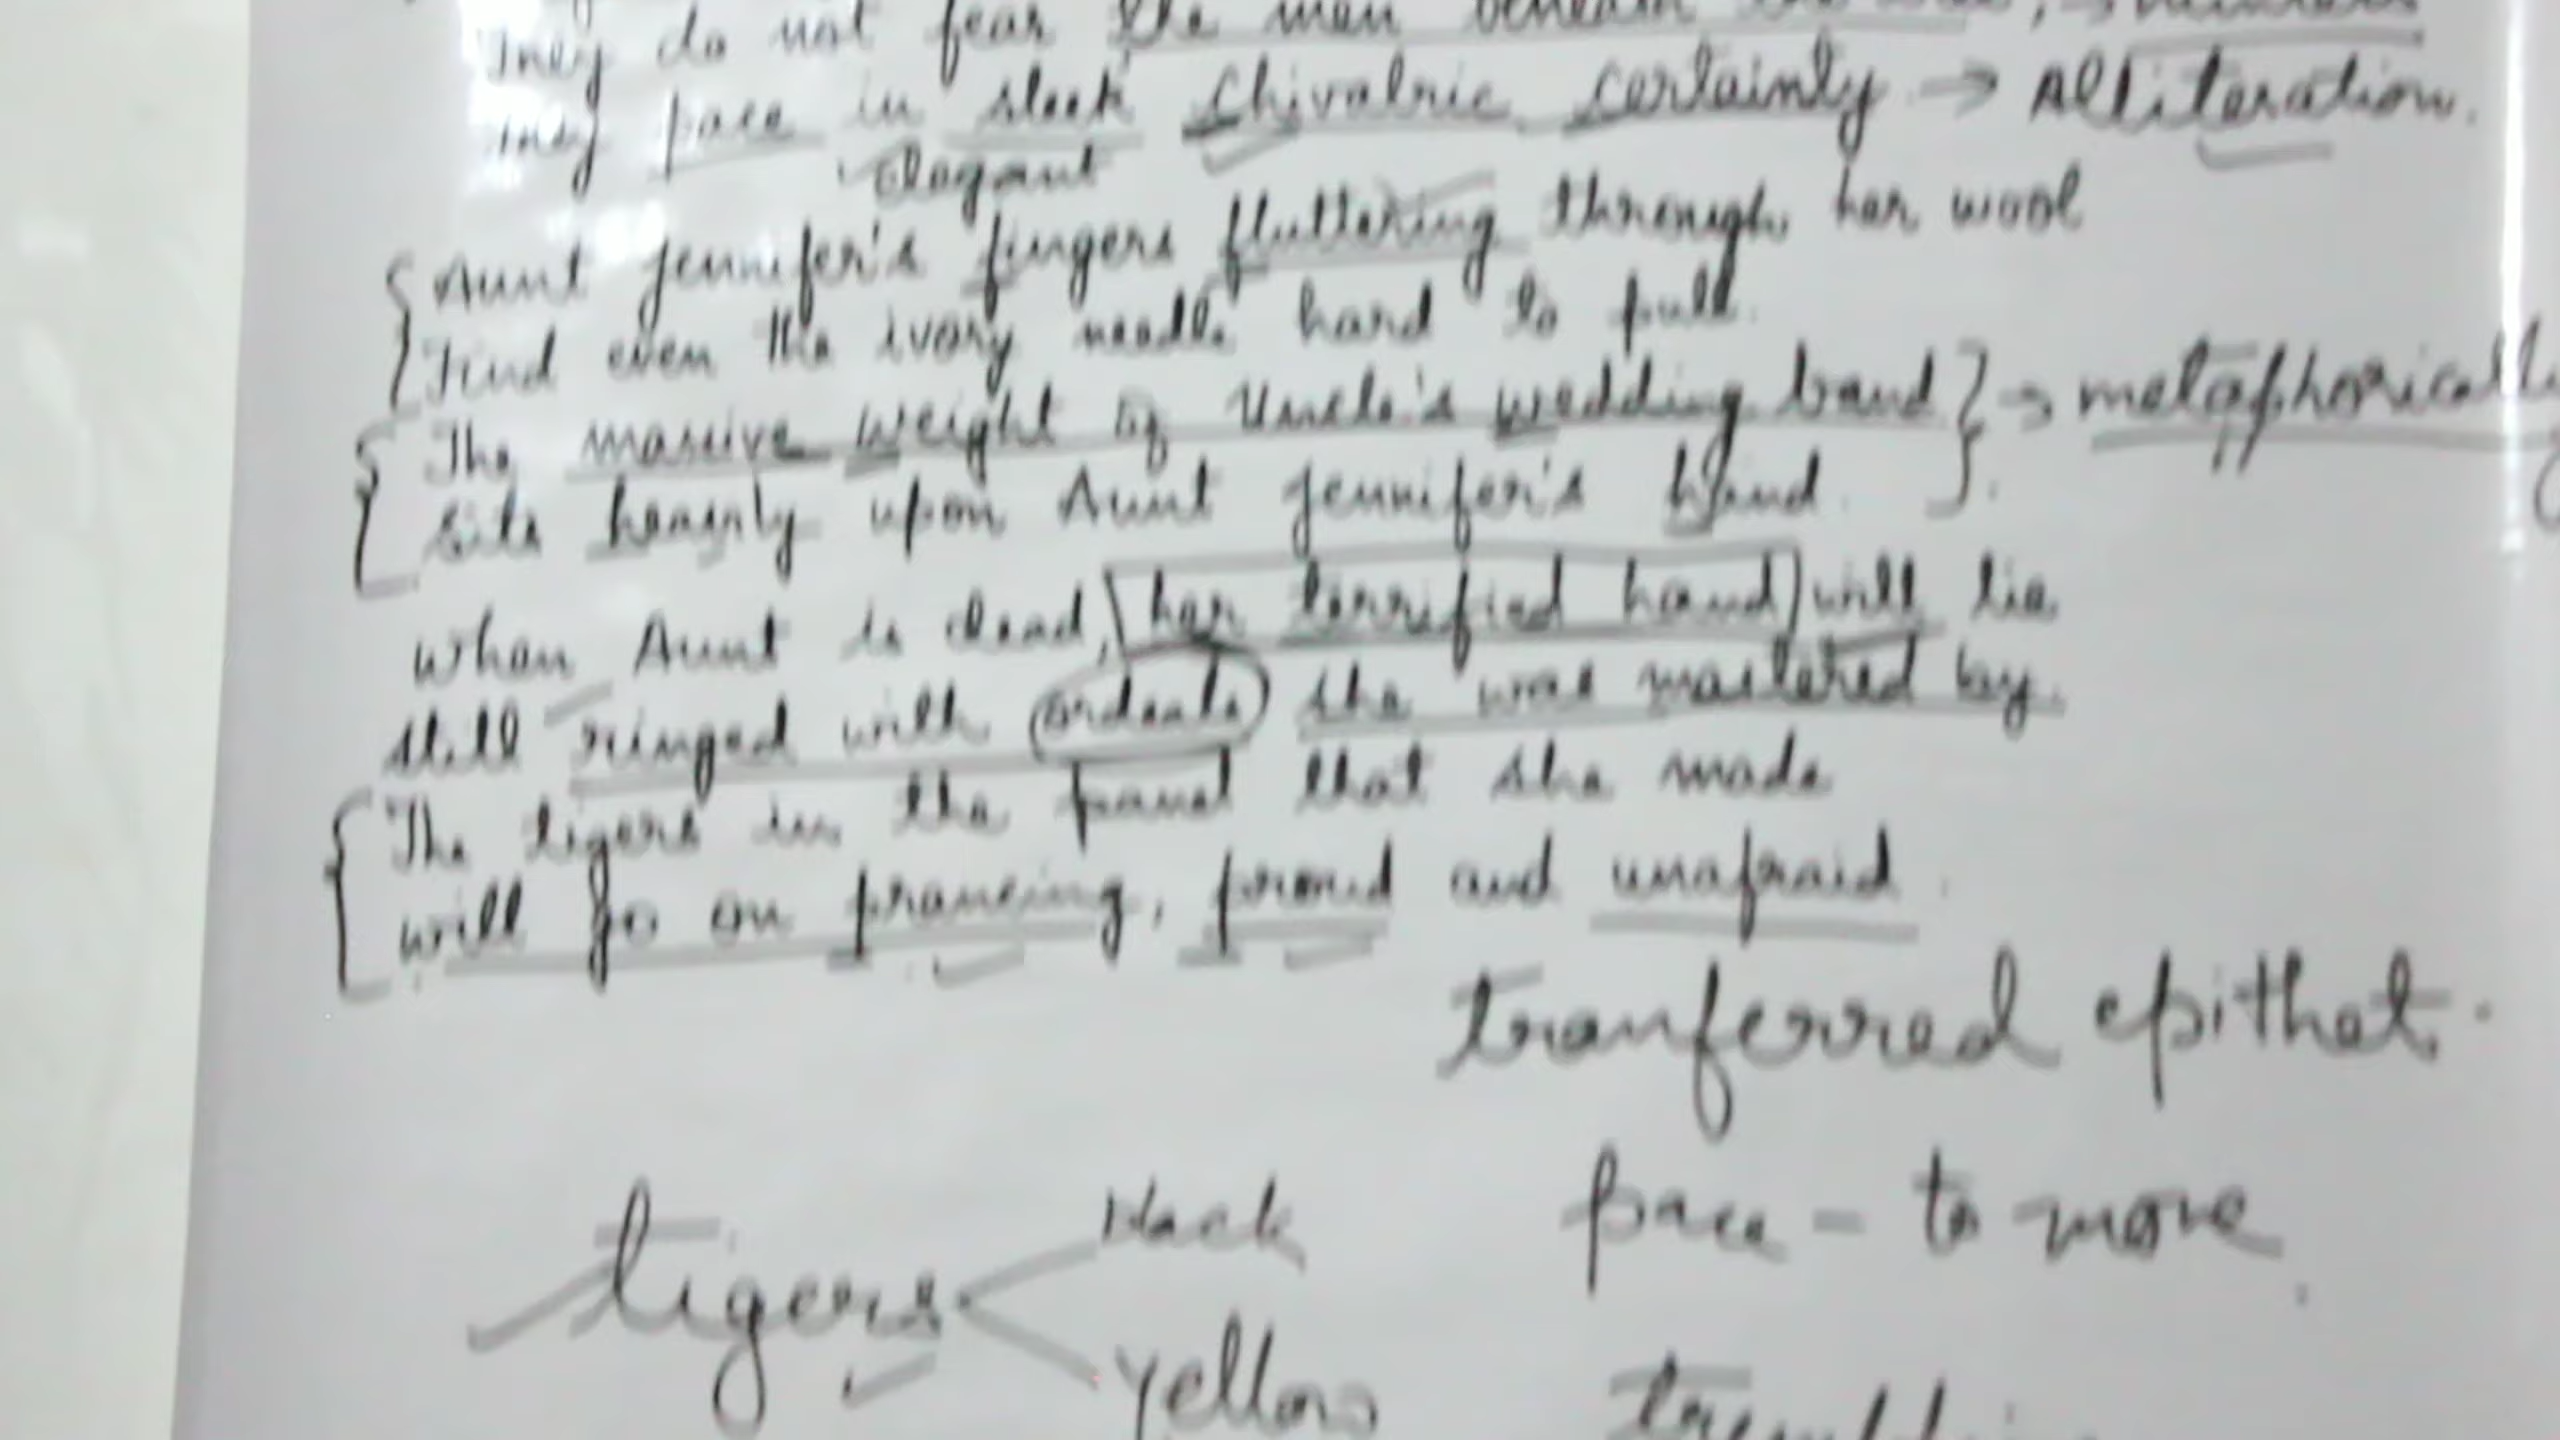 They do not fear the men beneath the
They pace in sleek chivalric certainty → Alliteration.
elegant
Aunt Jennifer's fingers fluttering through her wool
Find even the ivory needle hard to pull.
The massive weight of Uncle's wedding band → metaphorically
Sits heavily upon Aunt Jennifer's hand.
When Aunt is dead, her terrified hand will lie
still ringed with ordeals she was mastered by.
The tigers in the panel that she made
will go on prancing, proud and unafraid.
tranferred epithet.
pace - to move
tigers
Black
Yellow